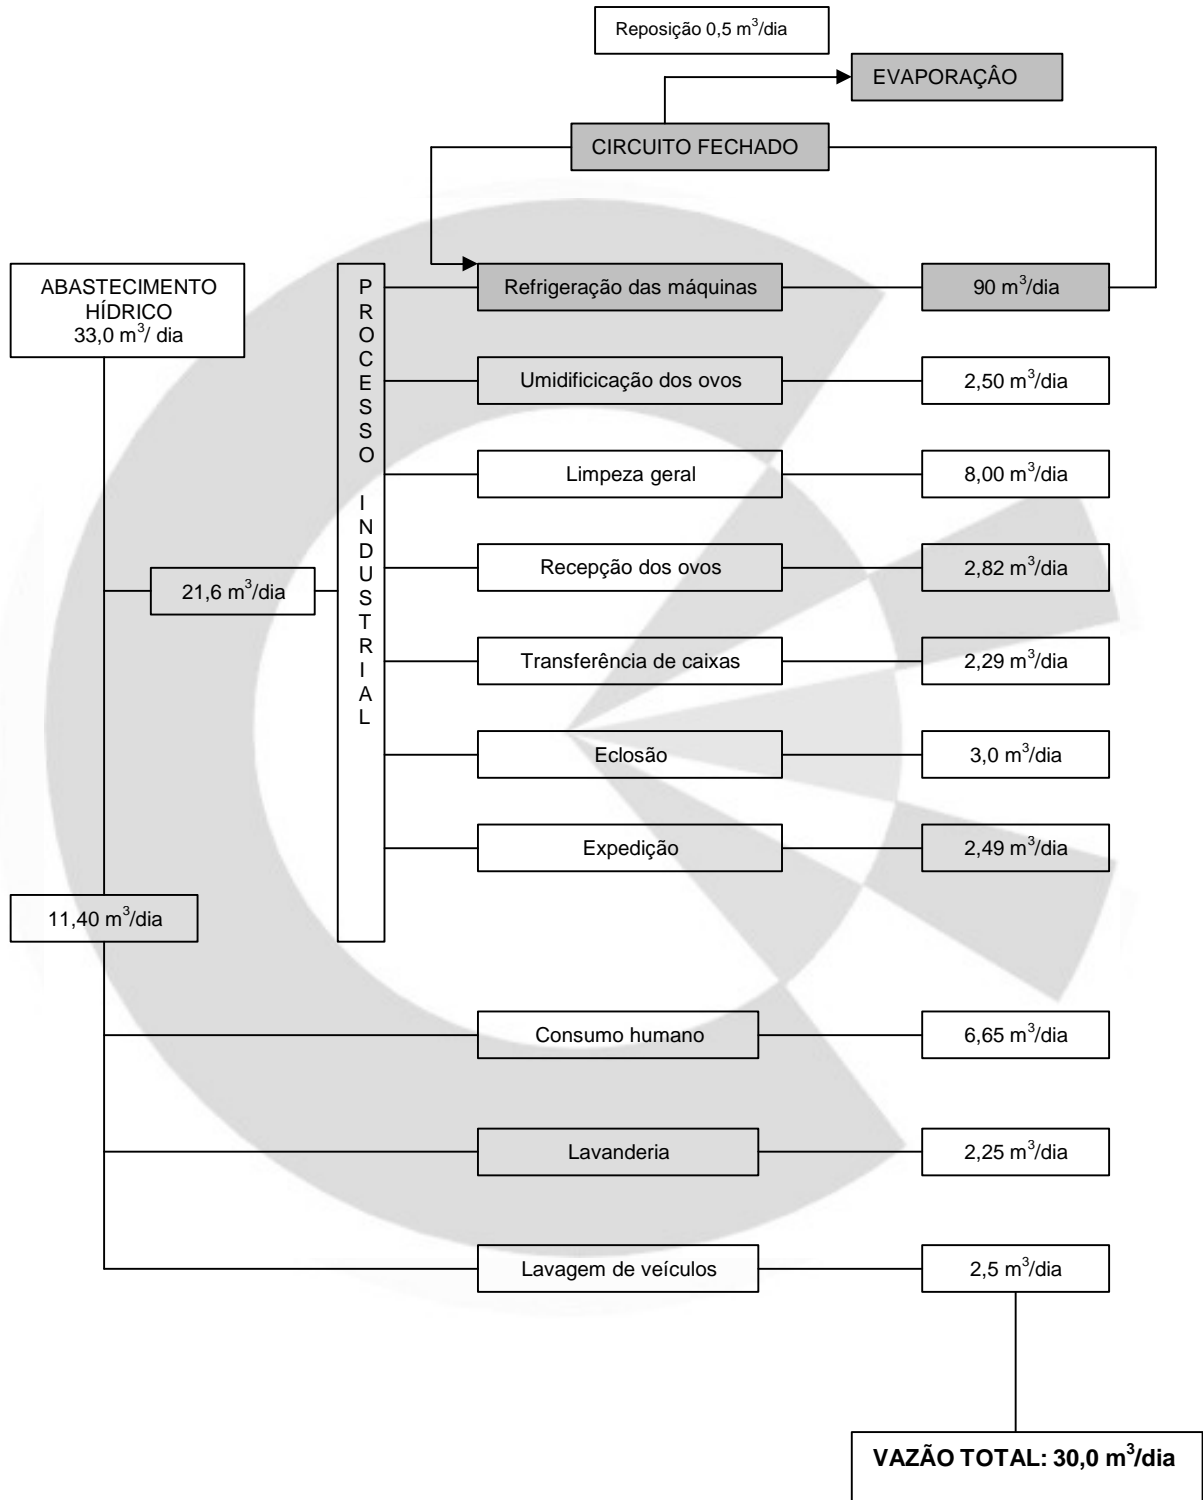 Reposição 0,5 m³/dia
EVAPORAÇÂO
CIRCUITO FECHADO
ABASTECIMENTO
HÍDRICO
33,0 m³/ dia
PROCESSO INDUSTRIAL
Refrigeração das máquinas
90 m³/dia
Umidificicação dos ovos
2,50 m³/dia
Limpeza geral
8,00 m³/dia
21,6 m³/dia
Recepção dos ovos
2,82 m³/dia
Transferência de caixas
2,29 m³/dia
Eclosão
3,0 m³/dia
Expedição
2,49 m³/dia
11,40 m³/dia
Consumo humano
6,65 m³/dia
Lavanderia
2,25 m³/dia
Lavagem de veículos
2,5 m³/dia
VAZÃO TOTAL: 30,0 m³/dia